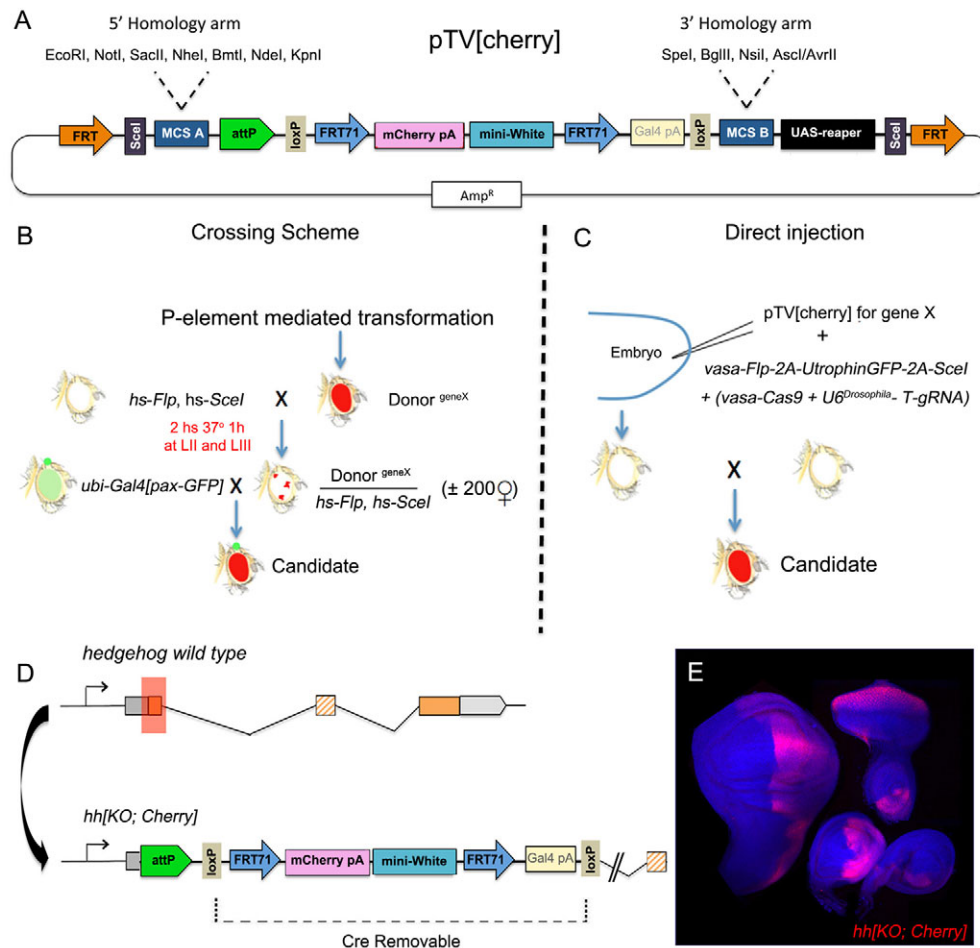 A
5' Homology arm
pTV[cherry]
3' Homology arm
EcoRI, NotI, SacII, NheI, BmtI, NdeI, KpnI
SpeI, BglII, NsiI, AscI/AvrII
FRT
SceI
MCS A
attP
loxP
FRT71
mCherry pA
mini-White
FRT71
Gal4 pA
loxP
MCS B
UAS-reaper
SceI
FRT
AmpR
B
Crossing Scheme
P-element mediated transformation
hs-Flp, hs-SceI
X
Donor geneX
2 hs 37º 1h
at LII and LIII
ubi-Gal4[pax-GFP]
X
Donor geneX
hs-Flp, hs-SceI
(± 200♀)
Candidate
C
Direct injection
pTV[cherry] for gene X
+
Embryo
vasa-Flp-2A-UtrophinGFP-2A-SceI
+ (vasa-Cas9 + U6Drosophila- T-gRNA)
X
Candidate
D
hedgehog wild type
hh[KO; Cherry]
attP
loxP
FRT71
mCherry pA
mini-White
FRT71
Gal4 pA
loxP
Cre Removable
E
hh[KO; Cherry]